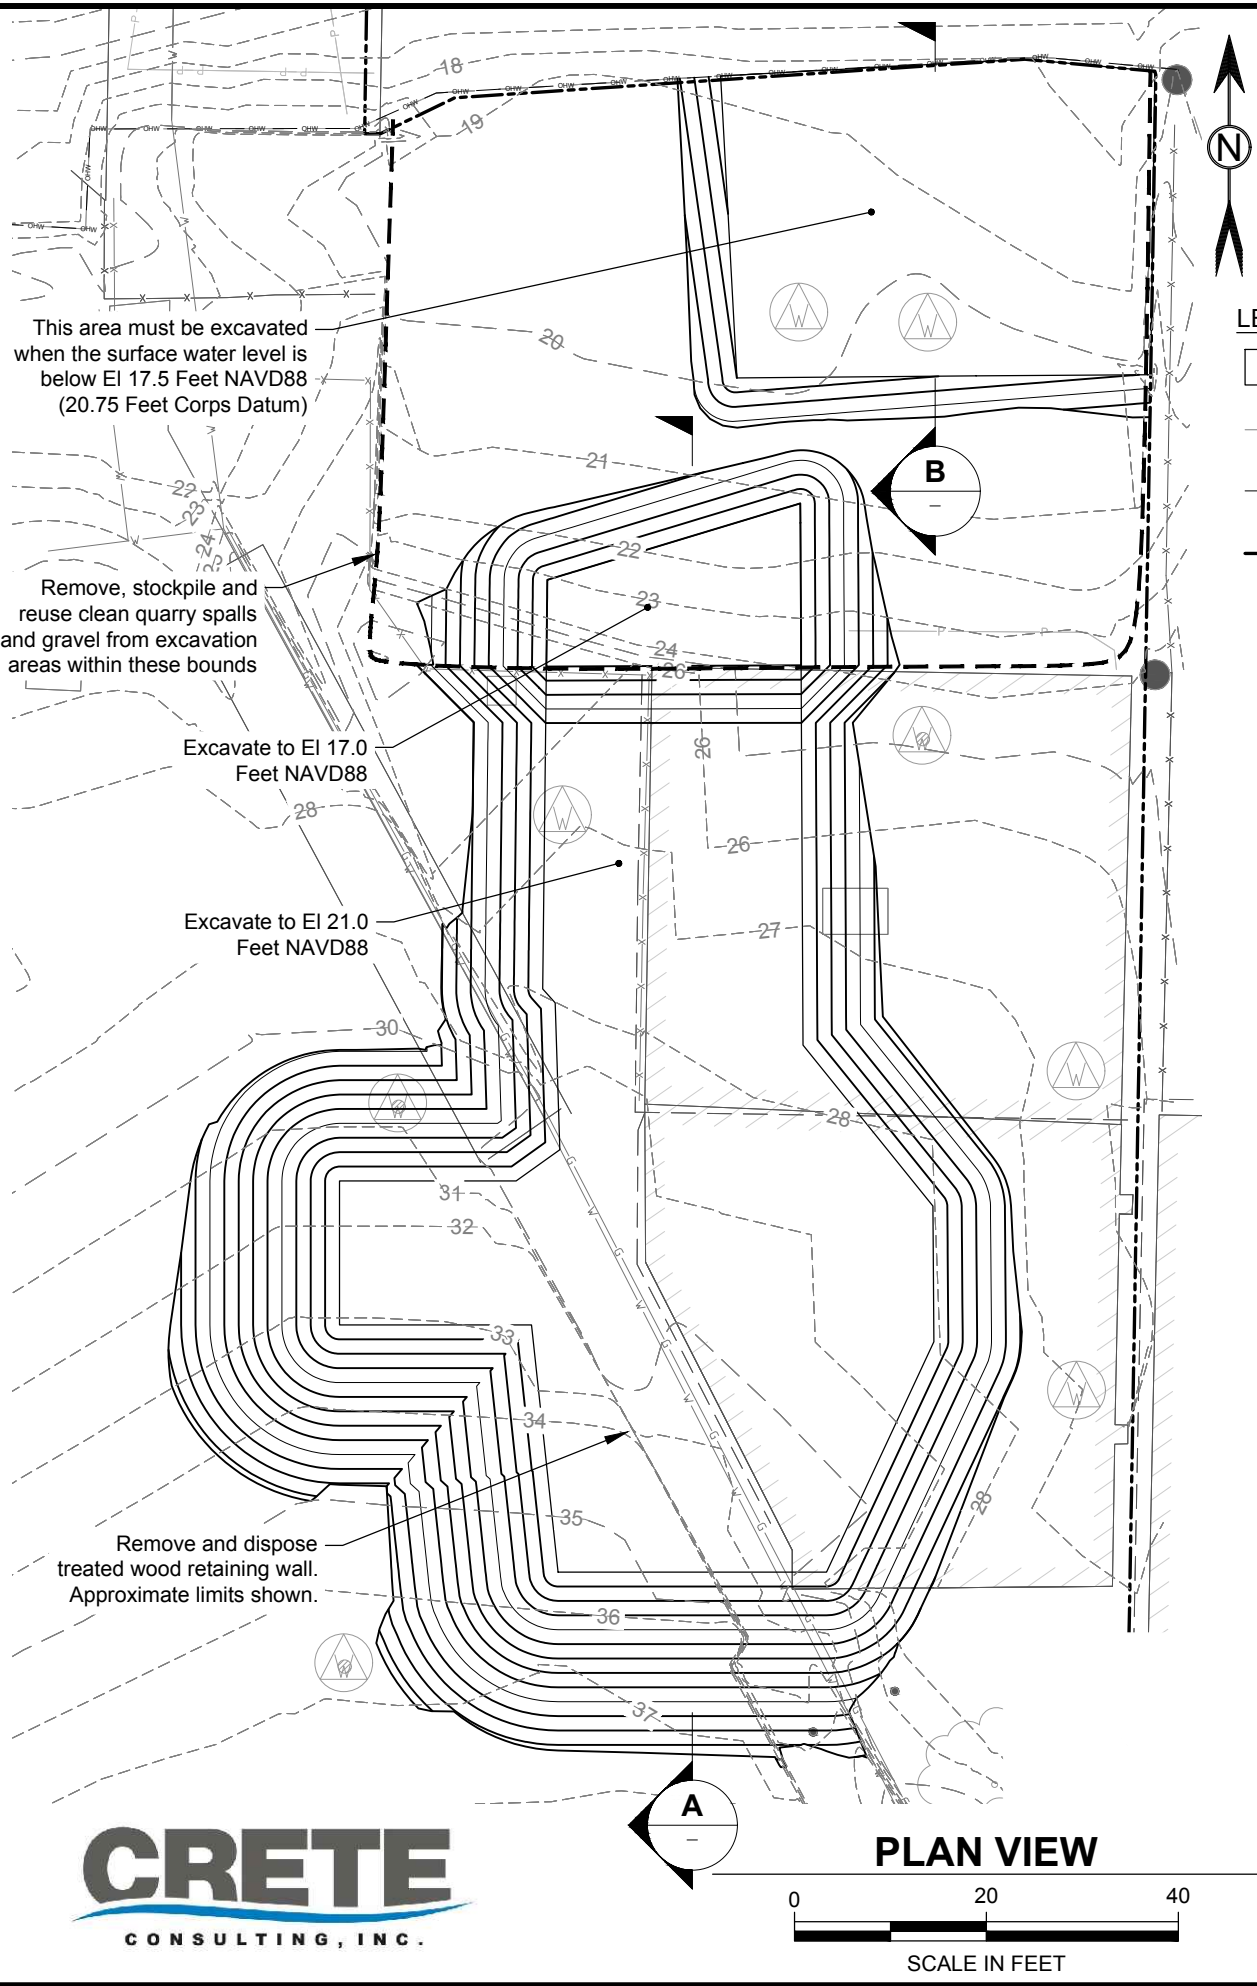 18
19
N
This area must be excavated
when the surface water level is
below El 17.5 Feet NAVD88
(20.75 Feet Corps Datum)
LE
20
21
B
–
22
23
24
22
23
Remove, stockpile and
reuse clean quarry spalls
and gravel from excavation
areas within these bounds
24
26
26
Excavate to El 17.0
Feet NAVD88
28
26
Excavate to El 21.0
Feet NAVD88
27
30
28
31
32
33
34
35
28
Remove and dispose
treated wood retaining wall.
Approximate limits shown.
36
37
A
–
CRETE
CONSULTING, INC.
PLAN VIEW
0 20 40
SCALE IN FEET